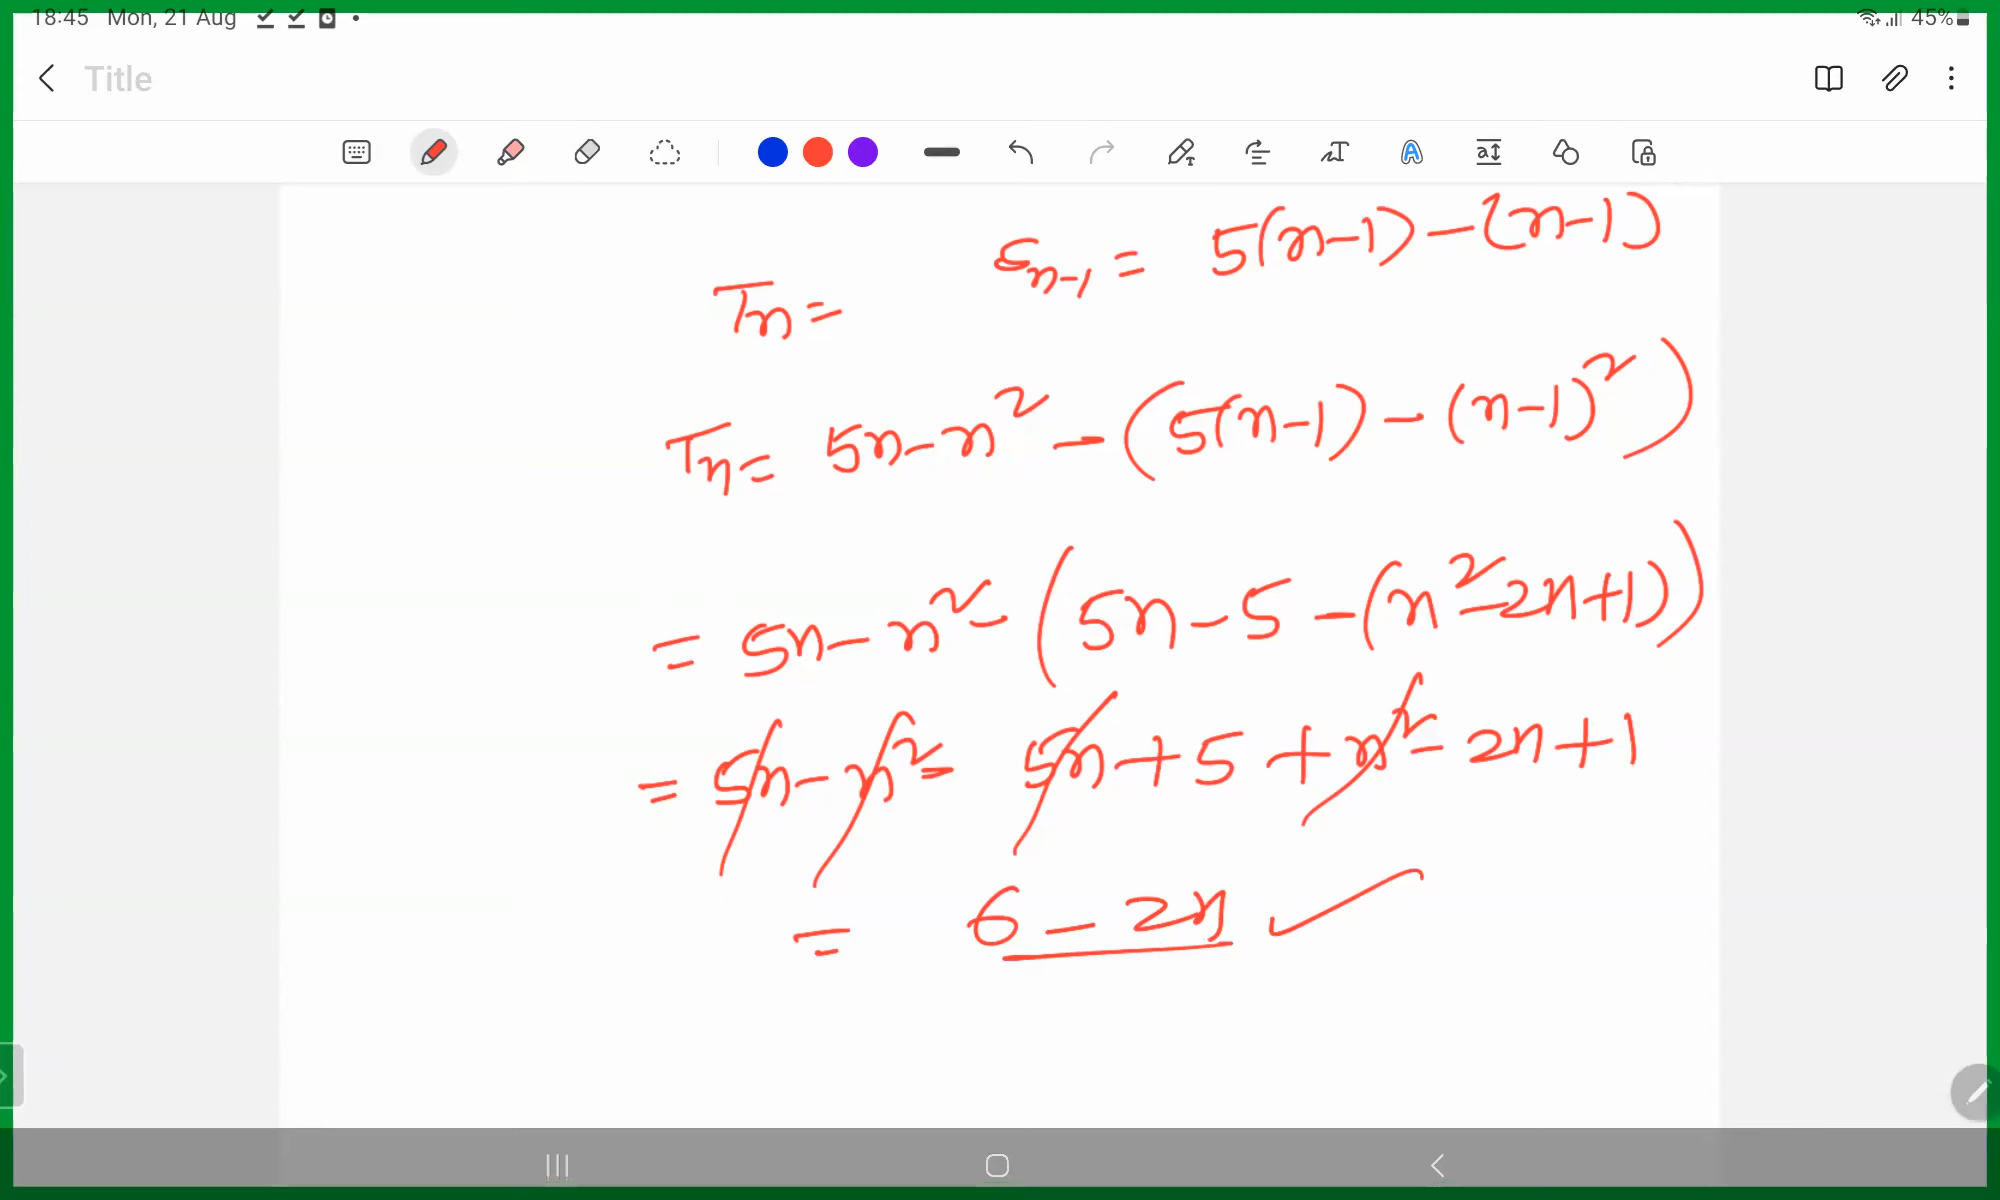 18:45 Mon, 21 Aug 45%
Title
S_{n-1} = 5(n-1)-(n-1)
Tn=
Tn= 5n-n² - (5(n-1) - (n-1)²)
= 5n-n² - (5n-5-(n²-2n+1))
= 5n-n² - 5n+5+n²-2n+1
= 6-2n ✓